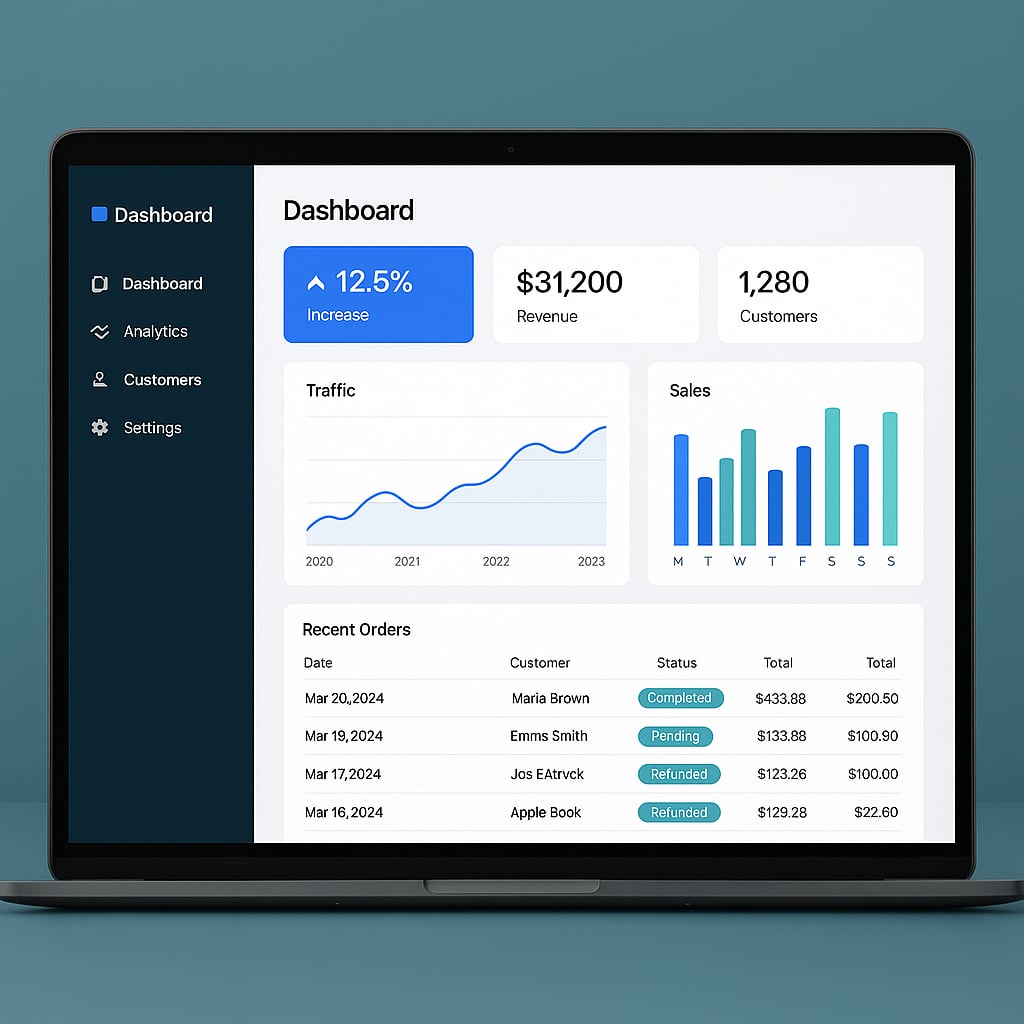 Dashboard
Dashboard
Analytics
Customers
Settings
Dashboard
12.5%
Increase
$31,200
Revenue
1,280
Customers
Traffic
2020 2021 2022 2023
Sales
M T W T F S S S
Recent Orders
Date Customer Status Total Total
Mar 20.,2024 Maria Brown Completed $433.88 $200.50
Mar 19,2024 Emms Smith Pending $133.88 $100.90
Mar 17,2024 Jos EAtrvck Refunded $123.26 $100.00
Mar 16,2024 Apple Book Refunded $129.28 $22.60